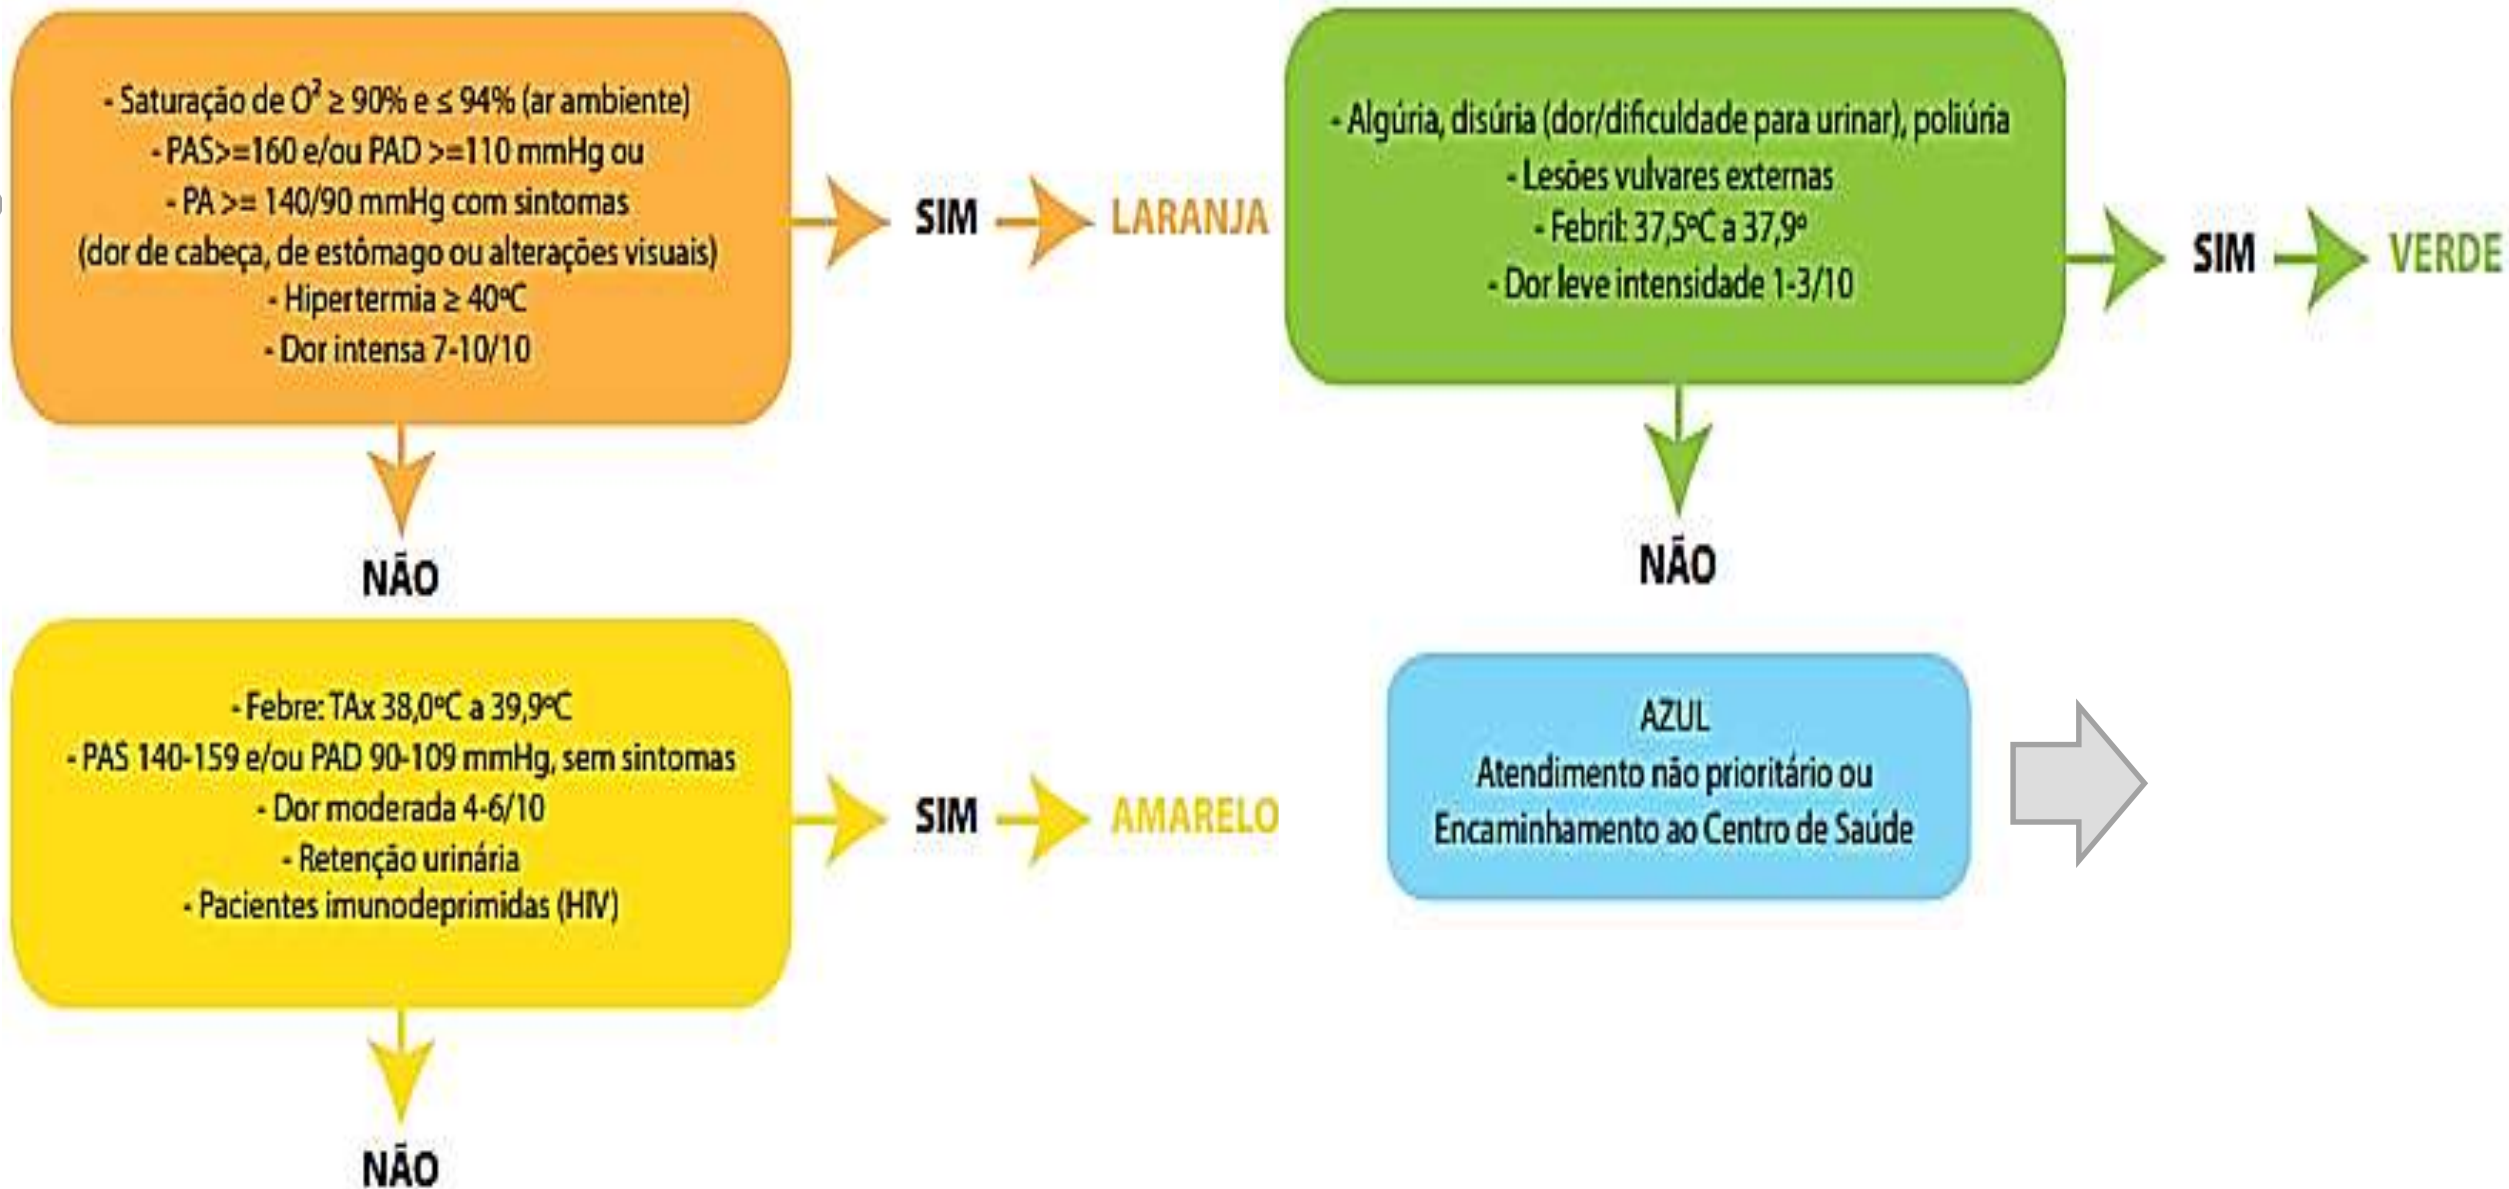 - Saturação de O² ≥ 90% e ≤ 94% (ar ambiente)
- PAS>=160 e/ou PAD >=110 mmHg ou
- PA >= 140/90 mmHg com sintomas
(dor de cabeça, de estômago ou alterações visuais)
- Hipertermia ≥ 40ºC
- Dor intensa 7-10/10
SIM
LARANJA
NÃO
- Febre: TAx 38,0ºC a 39,9ºC
- PAS 140-159 e/ou PAD 90-109 mmHg, sem sintomas
- Dor moderada 4-6/10
- Retenção urinária
- Pacientes imunodeprimidas (HIV)
SIM
AMARELO
NÃO
- Algúria, disúria (dor/dificuldade para urinar), poliúria
- Lesões vulvares externas
- Febril: 37,5ºC a 37,9º
- Dor leve intensidade 1-3/10
SIM
VERDE
NÃO
AZUL
Atendimento não prioritário ou
Encaminhamento ao Centro de Saúde